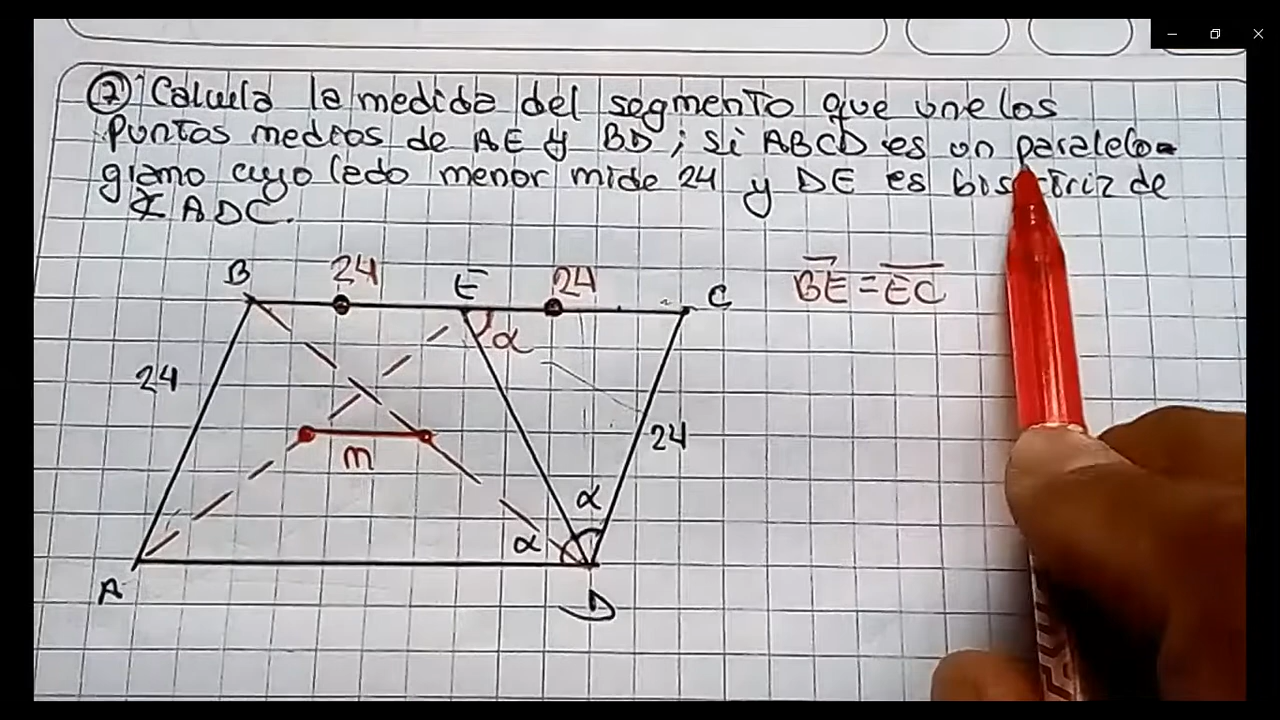 ② Calcula la medida del segmento que une los
puntos medios de AE y BD ; si ABCD es un paralelo-
gramo cuyo lado menor mide 24 y DE es bisectriz de
∢ ADC.
B 24 E 24 C BE = EC
α
24
24
m
α
α
A D